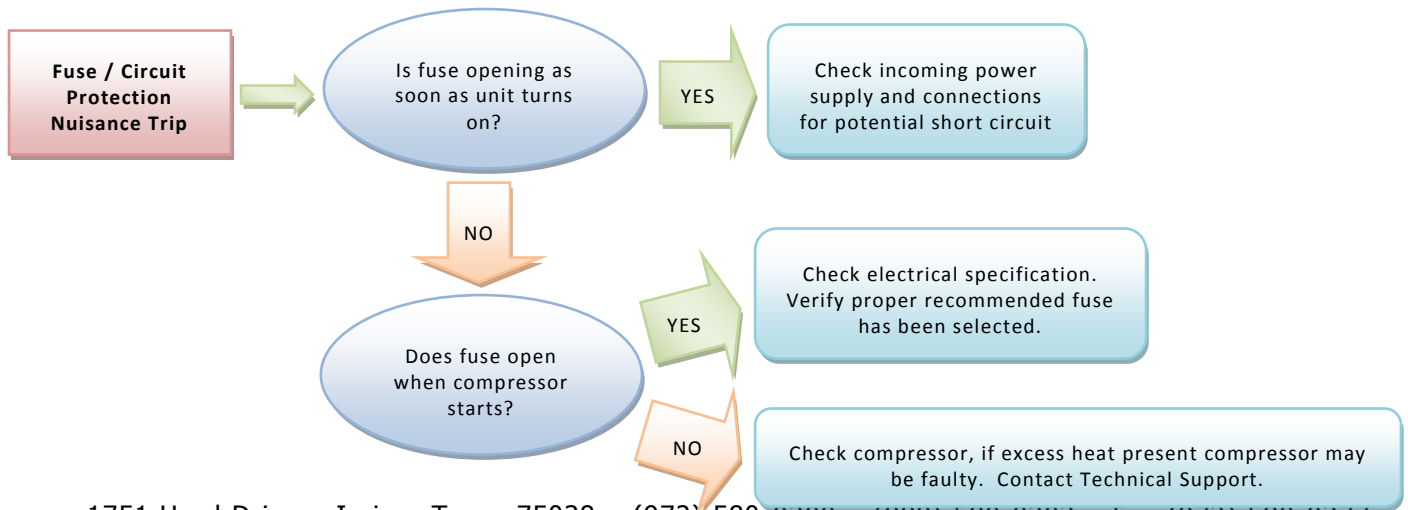 Fuse / Circuit
Protection
Nuisance Trip
Is fuse opening as
soon as unit turns
on?
YES
Check incoming power
supply and connections
for potential short circuit
NO
Does fuse open
when compressor
starts?
YES
Check electrical specification.
Verify proper recommended fuse
has been selected.
NO
Check compressor, if excess heat present compressor may
be faulty.  Contact Technical Support.
75038